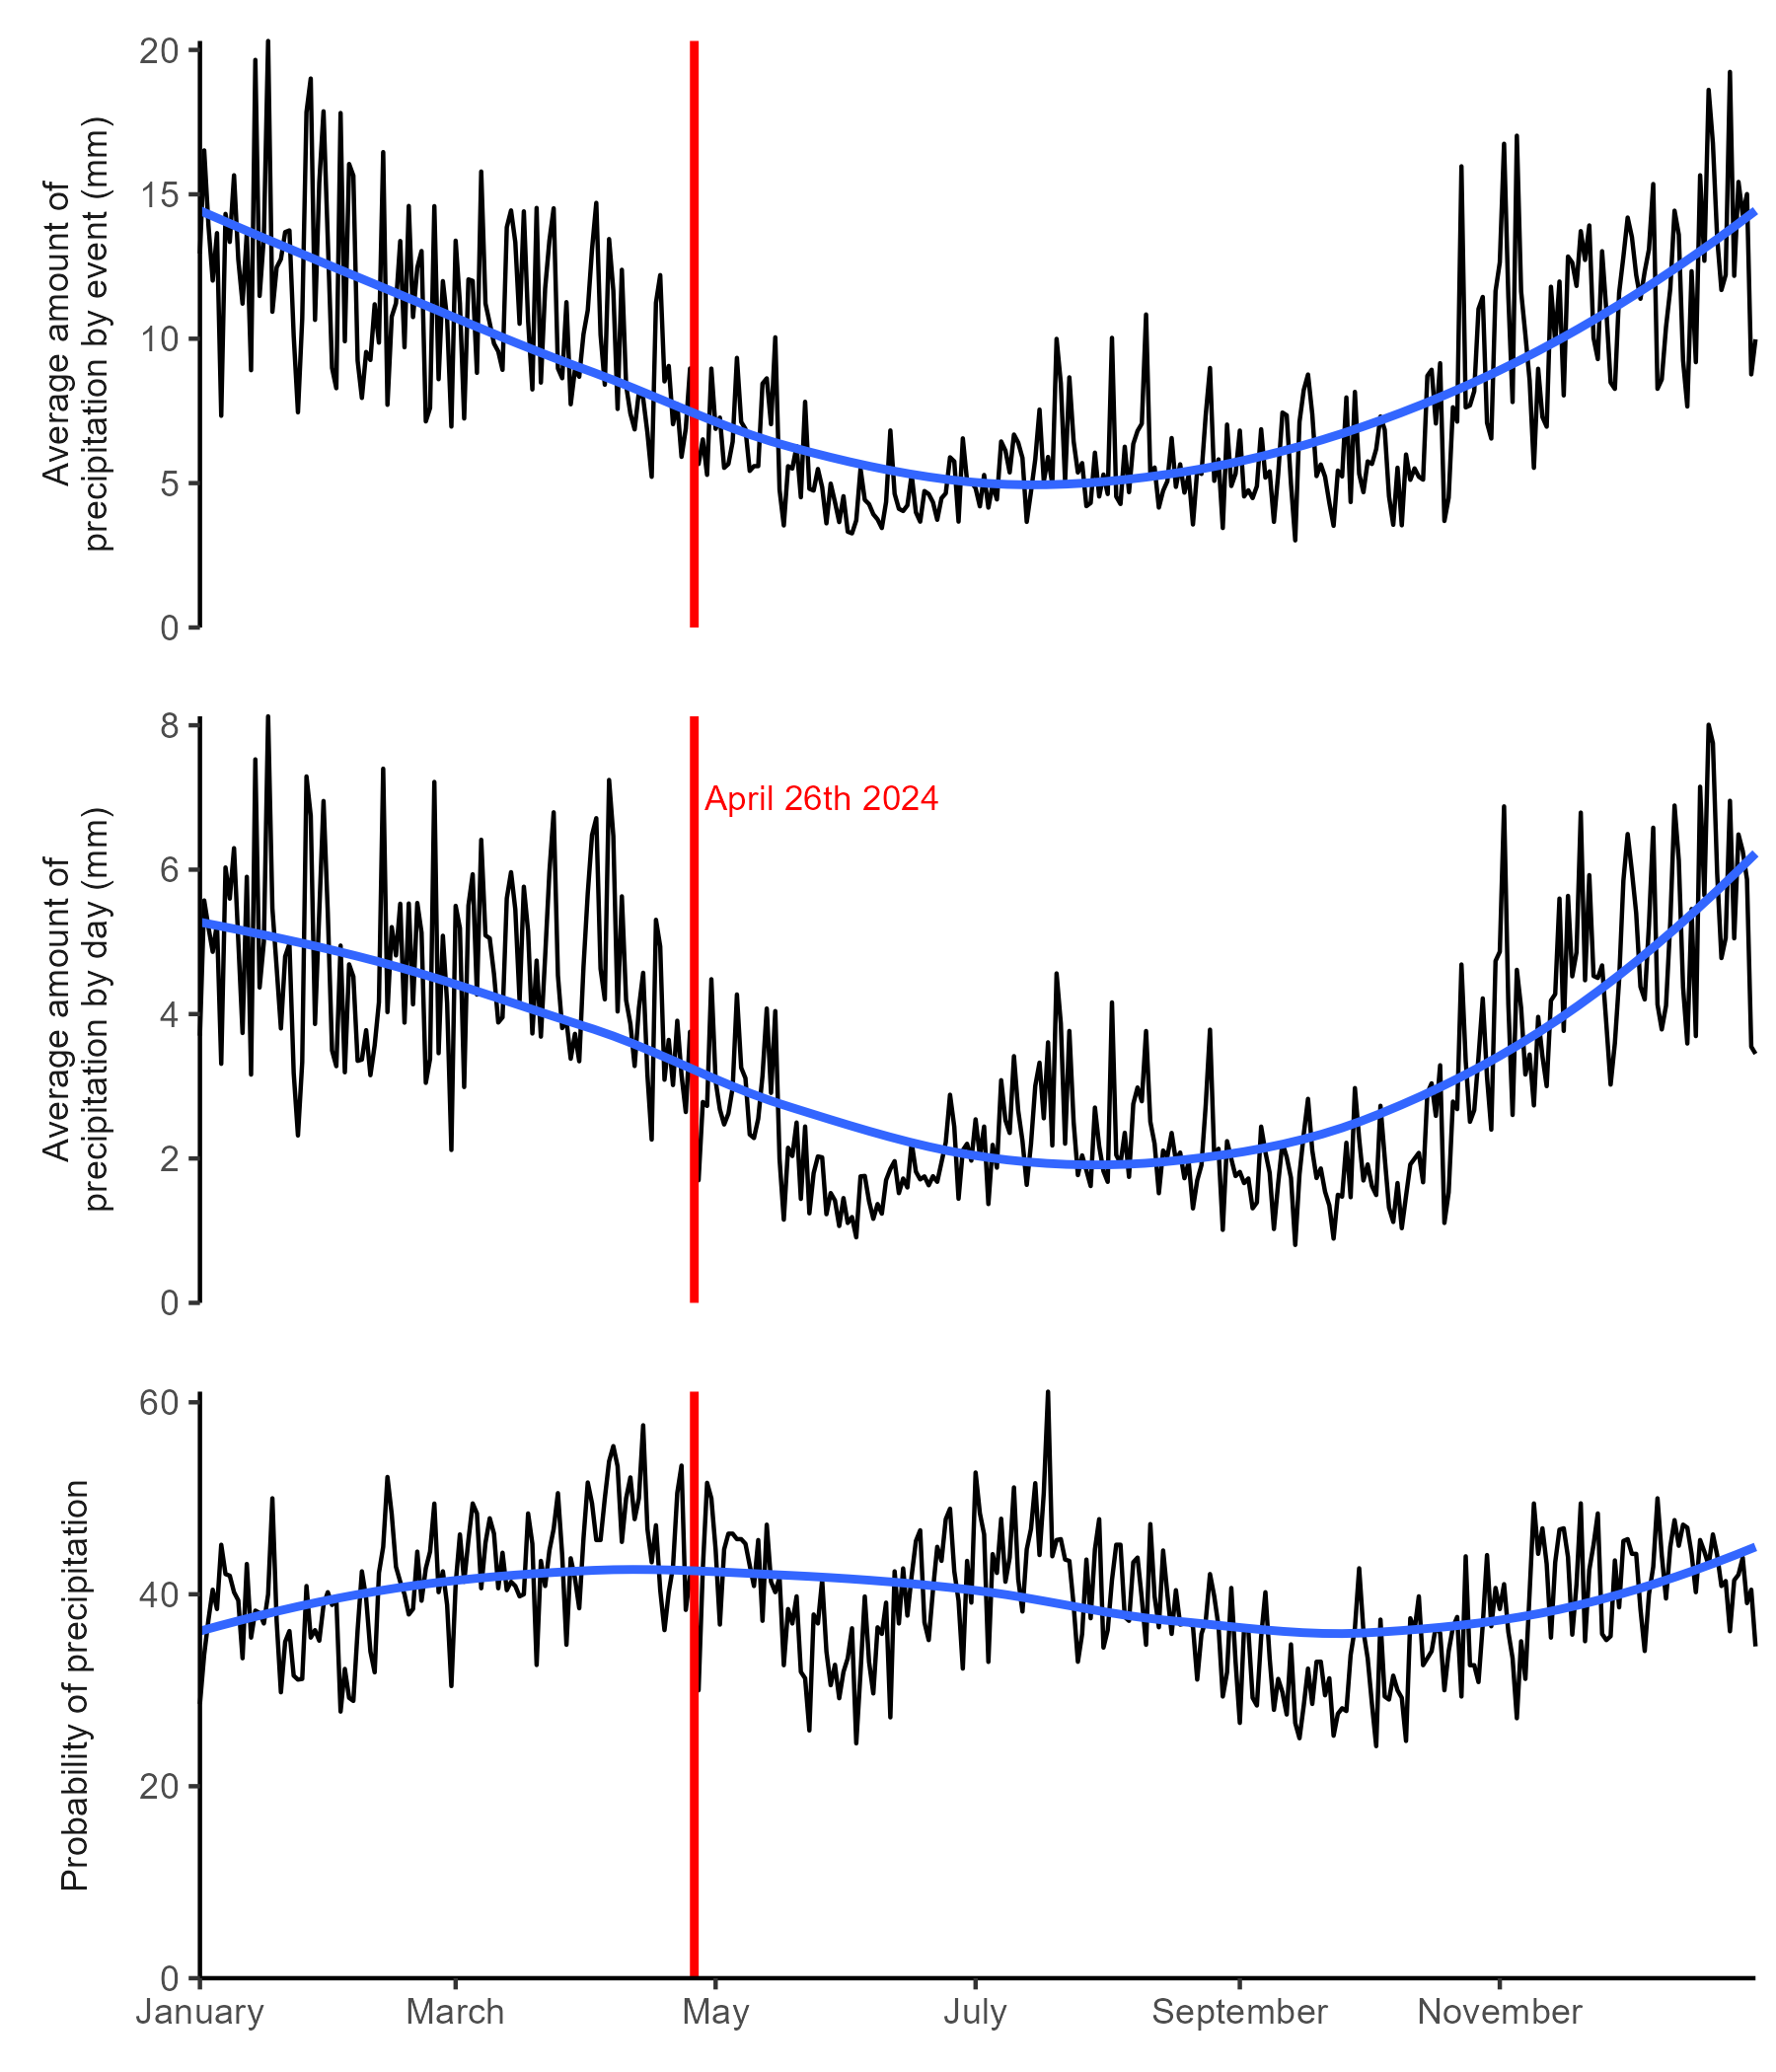 Average amount of
precipitation by event (mm)
20
15
10
5
0
Average amount of
precipitation by day (mm)
8
6
4
2
0
April 26th 2024
Probability of precipitation
60
40
20
0
January March May July September November